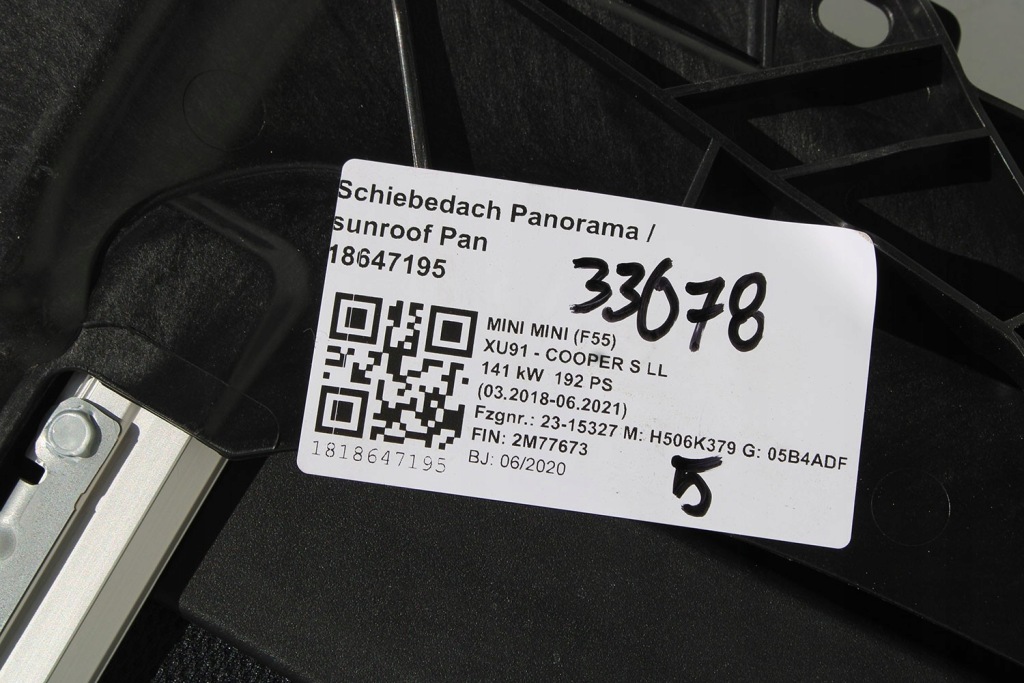 Schiebedach Panorama /
sunroof Pan
18647195
33678
MINI MINI (F55)
XU91 - COOPER S LL
141 kW 192 PS
(03.2018-06.2021)
Fzgnr.: 23-15327 M: H506K379 G: 05B4ADF
FIN: 2M77673
BJ: 06/2020
1818647195
5